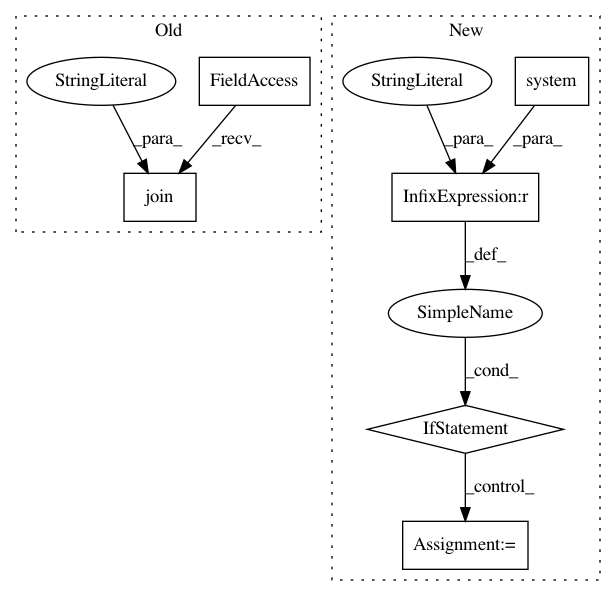 Old
New
StringLiteral
FieldAccess
StringLiteral
system
_para_
_recv_
_para_
_para_
join
InfixExpression:r
_def_
SimpleName
_cond_
IfStatement
_control_
Assignment:=